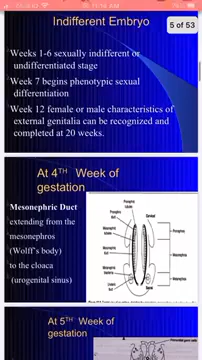 Indifferent Embryo
5 of 53
Weeks 1-6 sexually indifferent or
undifferentiated stage
Week 7 begins phenotypic sexual
differentiation
Week 12 female or male characteristics of
external genitalia can be recognized and
completed at 20 weeks.
At 4TH Week of
gestation
Mesonephric Duct
extending from the
mesonephros
(Wolff's body)
to the cloaca
(urogenital sinus)
At 5TH Week of
gestation